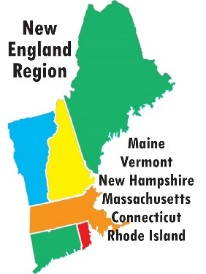 New
England
Region
Maine
Vermont
New Hampshire
Massachusetts
Connecticut
Rhode Island